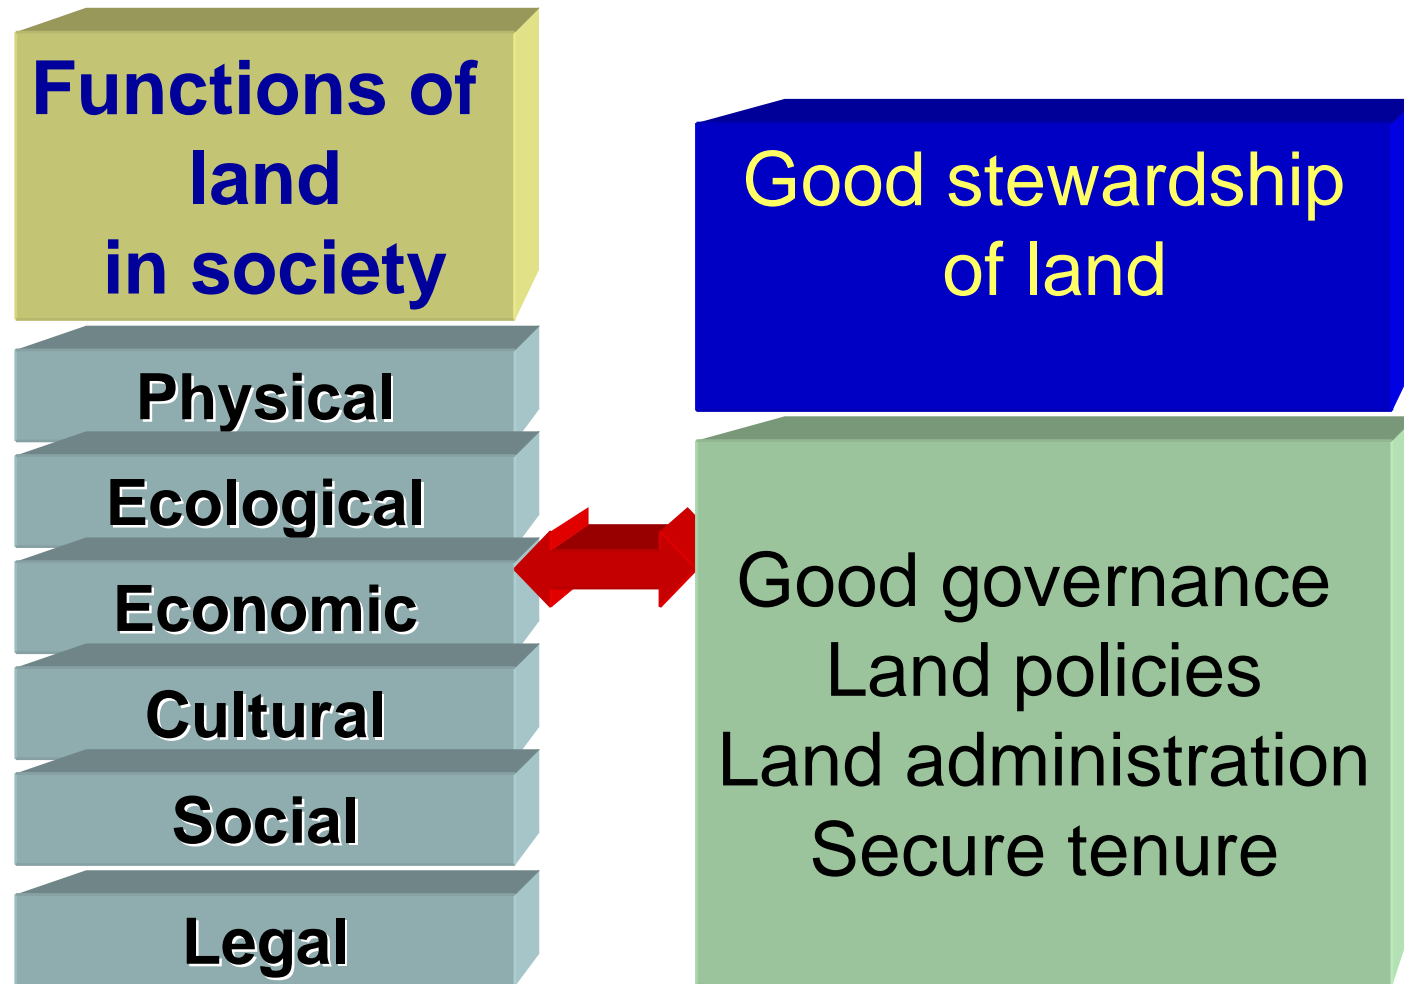 Functions of
land
in society
Physical
Ecological
Economic
Cultural
Social
Legal
Good stewardship
of land
Good governance
Land policies
Land administration
Secure tenure